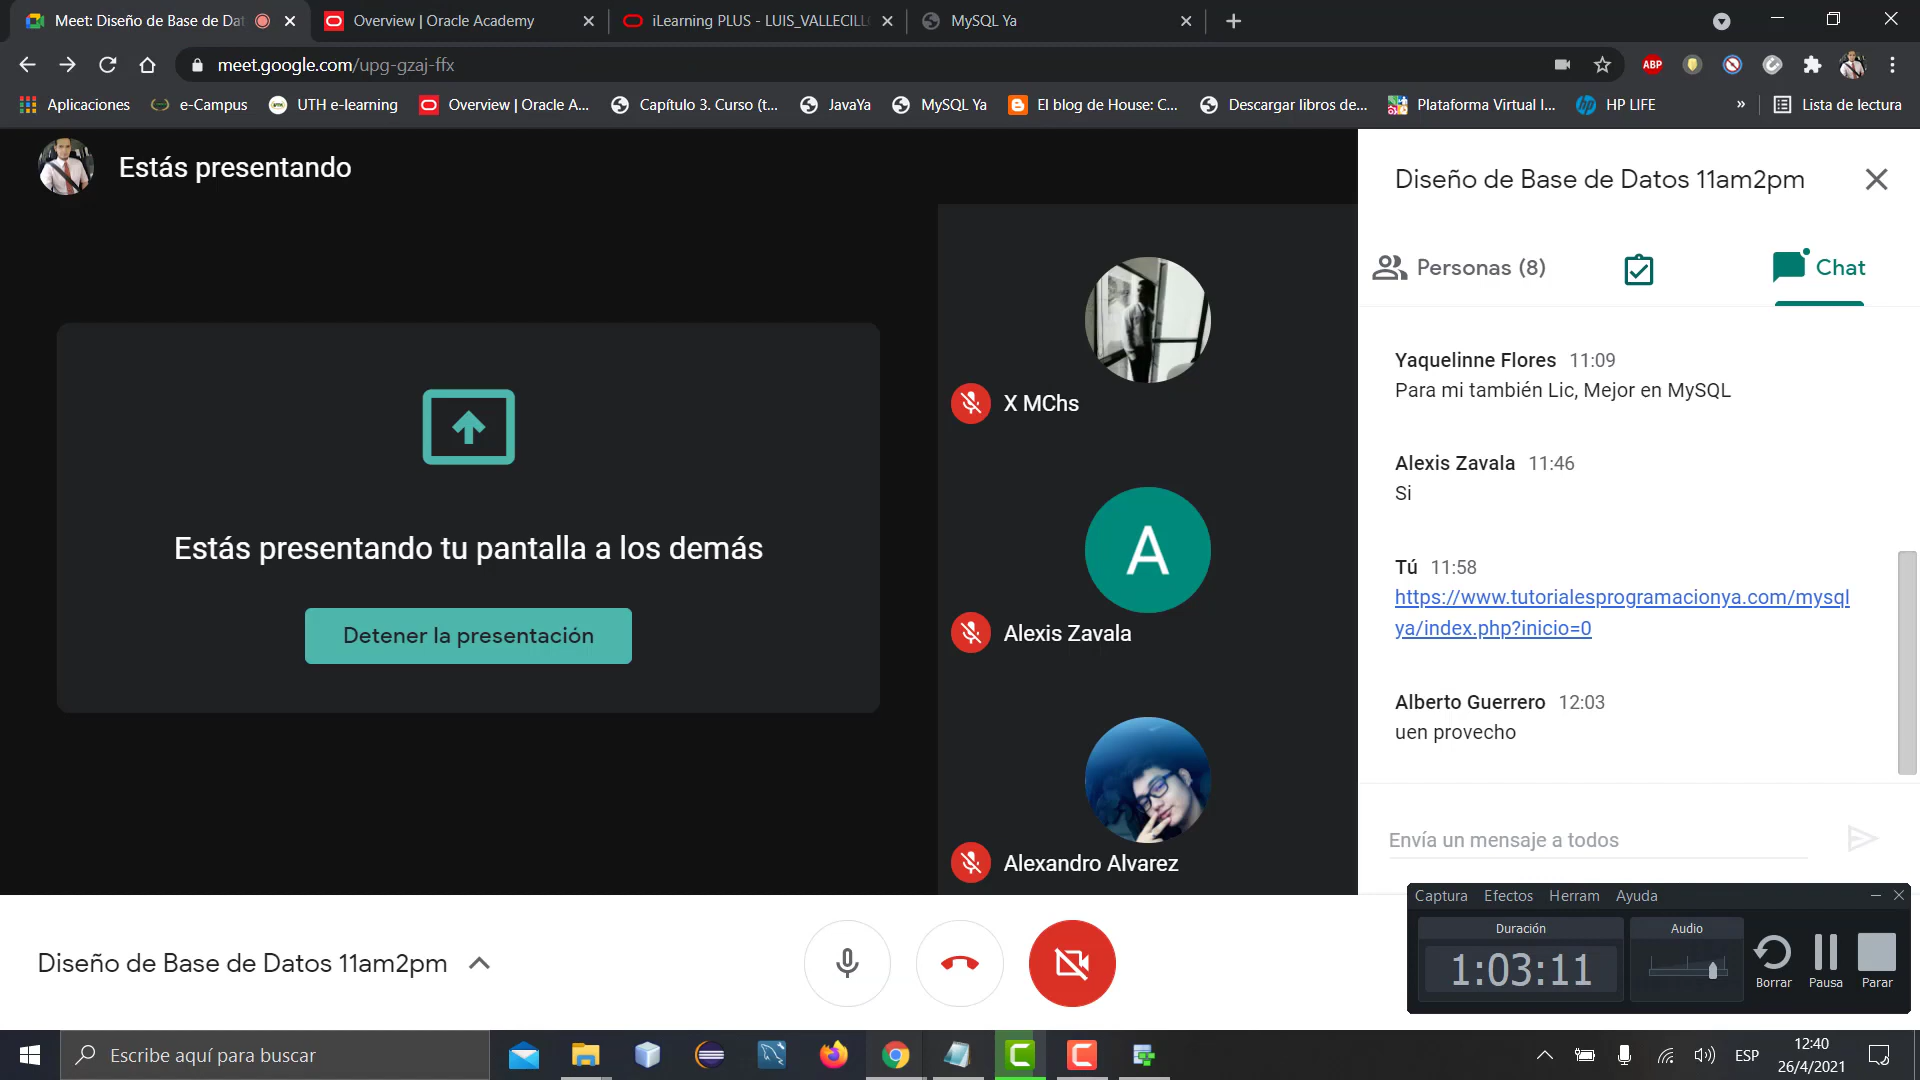 Meet: Diseño de Base de Dat
Overview | Oracle Academy
iLearning PLUS - LUIS_VALLECILL
MySQL Ya
meet.google.com/upg-gzaj-ffx
ABP
Aplicaciones
e-Campus
UTH e-learning
Overview | Oracle A...
Capítulo 3. Curso (t...
JavaYa
MySQL Ya
El blog de House: C...
Descargar libros de...
Plataforma Virtual I...
HP LIFE
»
Lista de lectura
Estás presentando
Estás presentando tu pantalla a los demás
Detener la presentación
X MChs
A
Alexis Zavala
Alexandro Alvarez
Diseño de Base de Datos 11am2pm
Personas (8)
Chat
Yaquelinne Flores 11:09
Para mi también Lic, Mejor en MySQL
Alexis Zavala 11:46
Si
Tú 11:58
https://www.tutorialesprogramacionya.com/mysql
ya/index.php?inicio=0
Alberto Guerrero 12:03
uen provecho
Envía un mensaje a todos
Captura Efectos Herram Ayuda
Duración
Audio
1:03:11
Borrar
Pausa
Parar
Diseño de Base de Datos 11am2pm
Escribe aquí para buscar
ESP
12:40
26/4/2021